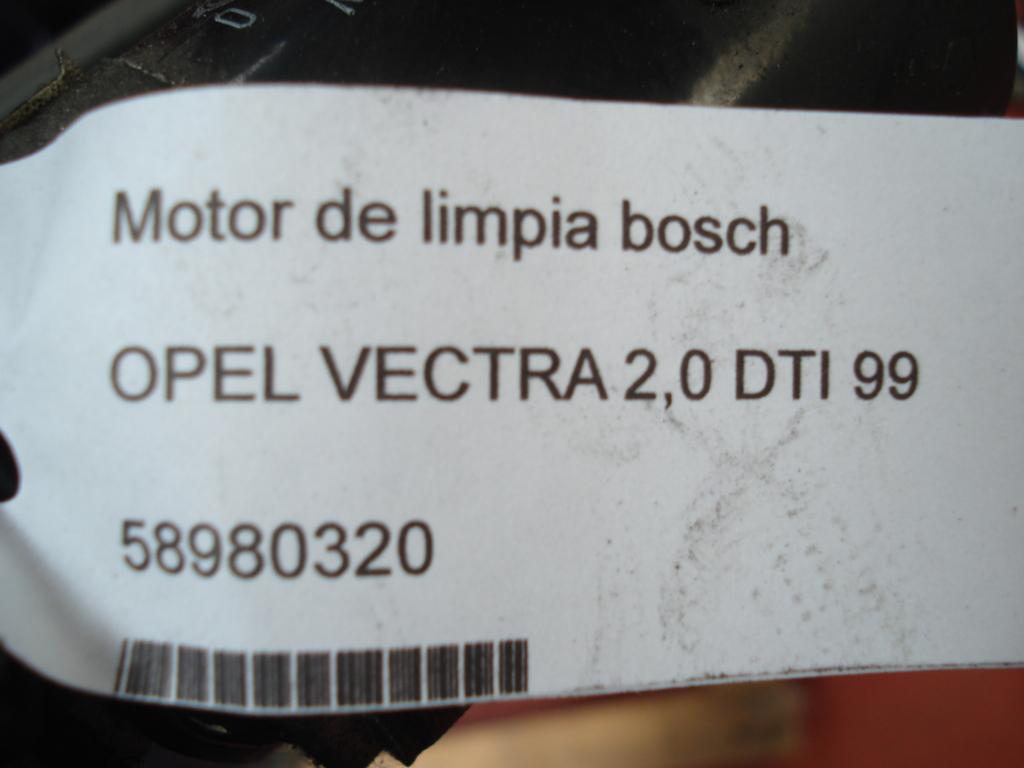 Motor de limpia bosch
OPEL VECTRA 2,0 DTI 99
58980320